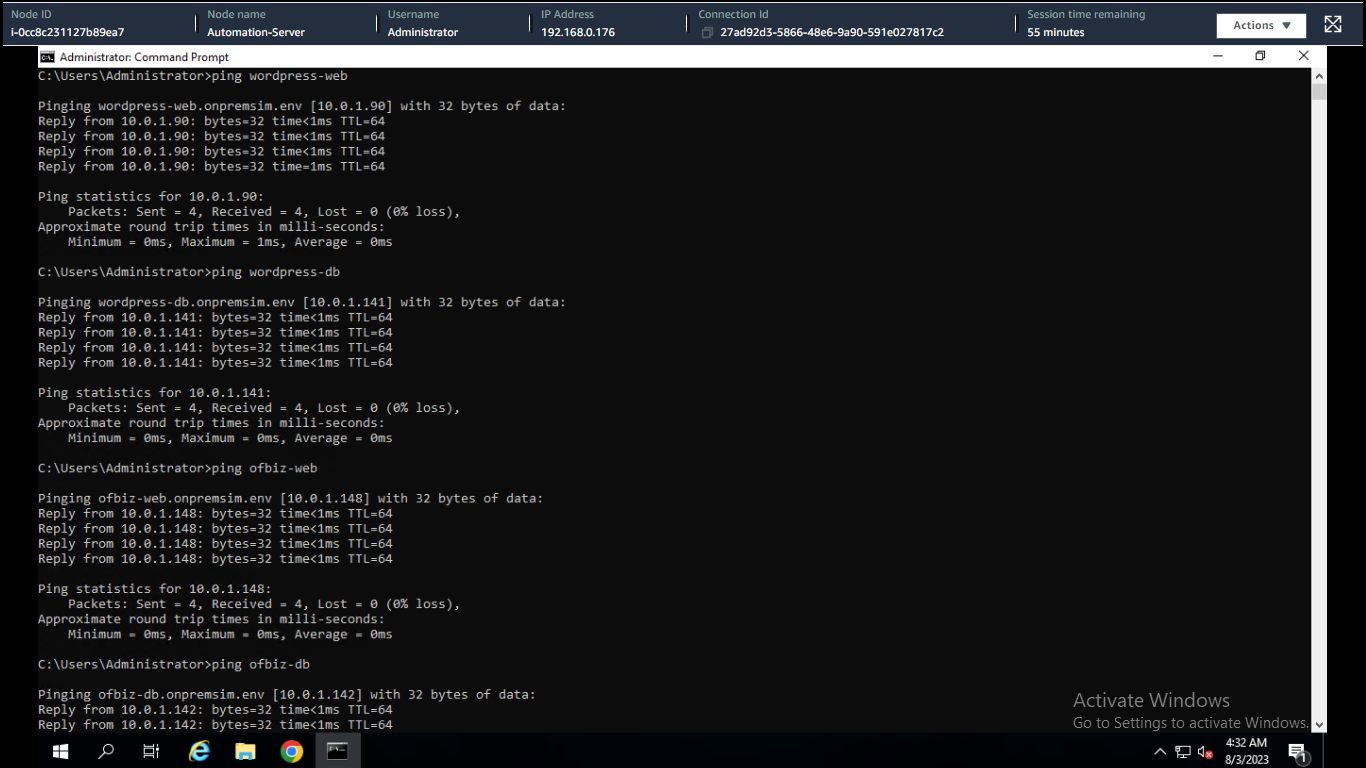 Node ID
i-0cc8c231127b89ea7
Node name
Automation-Server
Username
Administrator
IP Address
192.168.0.176
Connection Id
27ad92d3-5866-48e6-9a90-591e027817c2
Session time remaining
55 minutes
Actions
Administrator: Command Prompt
C:\Users\Administrator>ping wordpress-web
Pinging wordpress-web.onpremsim.env [10.0.1.90] with 32 bytes of data:
Reply from 10.0.1.90: bytes=32 time<1ms TTL=64
Reply from 10.0.1.90: bytes=32 time<1ms TTL=64
Reply from 10.0.1.90: bytes=32 time<1ms TTL=64
Reply from 10.0.1.90: bytes=32 time=1ms TTL=64
Ping statistics for 10.0.1.90:
    Packets: Sent = 4, Received = 4, Lost = 0 (0% loss),
Approximate round trip times in milli-seconds:
    Minimum = 0ms, Maximum = 1ms, Average = 0ms
C:\Users\Administrator>ping wordpress-db
Pinging wordpress-db.onpremsim.env [10.0.1.141] with 32 bytes of data:
Reply from 10.0.1.141: bytes=32 time<1ms TTL=64
Reply from 10.0.1.141: bytes=32 time<1ms TTL=64
Reply from 10.0.1.141: bytes=32 time<1ms TTL=64
Reply from 10.0.1.141: bytes=32 time<1ms TTL=64
Ping statistics for 10.0.1.141:
    Packets: Sent = 4, Received = 4, Lost = 0 (0% loss),
Approximate round trip times in milli-seconds:
    Minimum = 0ms, Maximum = 0ms, Average = 0ms
C:\Users\Administrator>ping ofbiz-web
Pinging ofbiz-web.onpremsim.env [10.0.1.148] with 32 bytes of data:
Reply from 10.0.1.148: bytes=32 time<1ms TTL=64
Reply from 10.0.1.148: bytes=32 time<1ms TTL=64
Reply from 10.0.1.148: bytes=32 time<1ms TTL=64
Reply from 10.0.1.148: bytes=32 time<1ms TTL=64
Ping statistics for 10.0.1.148:
    Packets: Sent = 4, Received = 4, Lost = 0 (0% loss),
Approximate round trip times in milli-seconds:
    Minimum = 0ms, Maximum = 0ms, Average = 0ms
C:\Users\Administrator>ping ofbiz-db
Pinging ofbiz-db.onpremsim.env [10.0.1.142] with 32 bytes of data:
Reply from 10.0.1.142: bytes=32 time<1ms TTL=64
Reply from 10.0.1.142: bytes=32 time<1ms TTL=64
Activate Windows
Go to Settings to activate Windows.
4:32 AM
8/3/2023
1